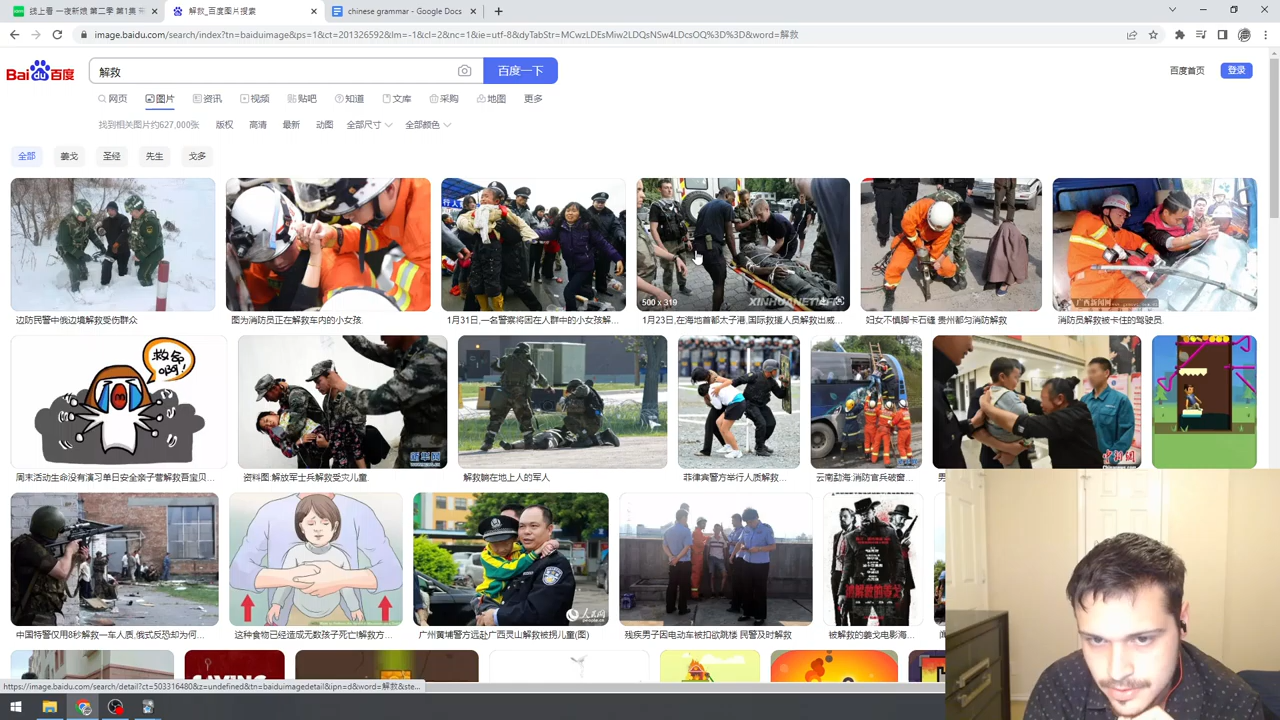 线上看 一夜新娘 第二季 第1集
解救_百度图片搜索
chinese grammar - Google Docs
image.baidu.com/search/index?tn=baiduimage&ps=1&ct=201326592&lm=-1&cl=2&nc=1&ie=utf-8&dyTabStr=MCwzLDEsMiw2LDQsNSw4LDcsOQ%3D%3D&word=解救
Bai du 百度
解救
百度一下
百度首页
登录
网页 图片 资讯 视频 贴吧 知道 文库 采购 地图 更多
找到相关图片约627,000张 版权 高清 最新 动图 全部尺寸 全部颜色
全部 姜戈 圣经 先生 戈多
500 x 319
XINHUANET
广西新闻网
边防民警中俄边境解救受伤群众
图为消防员正在解救车内的小女孩.
1月31日,一名警察将困在人群中的小女孩解...
1月23日,在海地首都太子港,国际救援人员解救出威...
妇女不慎脚卡石缝 贵州都匀消防解救
消防员解救被卡住的驾驶员.
救命啊!
新华网
中新网
周末活动生命没有演习单日安全亲子营解救吾宝贝...
资料图:解放军士兵解救受灾儿童.
解救躺在地上人的军人
菲律宾警方举行人质解救...
云南勐海:消防官兵破窗...
男
人民网
people.cn
中国特警仅用8秒解救一车人质,俄式反恐却为何...
这种食物已经造成无数孩子死亡!解救方...
广州黄埔警方远赴广西灵山解救被拐儿童(图)
残疾男子因电动车被扣欲跳楼 民警及时解救
被解救的姜戈电影海...
SAVING
https://image.baidu.com/search/detail?ct=503316480&z=undefined&tn=baiduimagedetail&ipn=d&word=解救&ste...